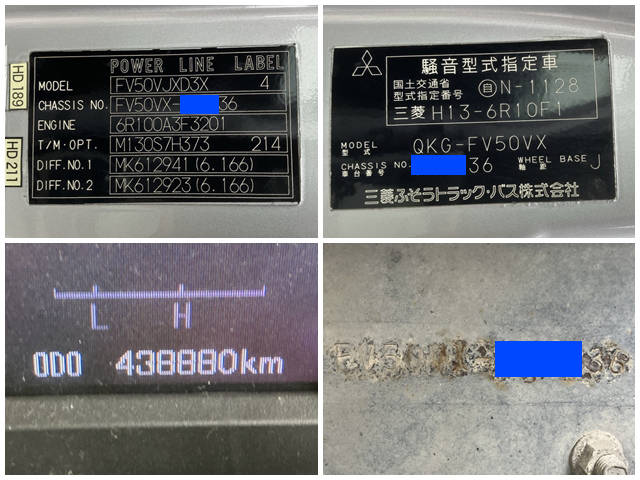 HD 189
HD 211
POWER LINE LABEL
MODEL FV50VJXD3X 4
CHASSIS NO. FV50VX- 36
ENGINE 6R100A3F3201
T/M·OPT. M130S7H373 214
DIFF.NO.1 MK612941(6.166)
DIFF.NO.2 MK612923(6.166)
騒音型式指定車
国土交通省
型式指定番号 自N-1128
三菱 H13-6R10F1
MODEL
型式 QKG-FV50VX
CHASSIS NO.
車台番号 36 WHEEL BASE
軸距 J
三菱ふそうトラック・バス株式会社
L H
ODO 438880km